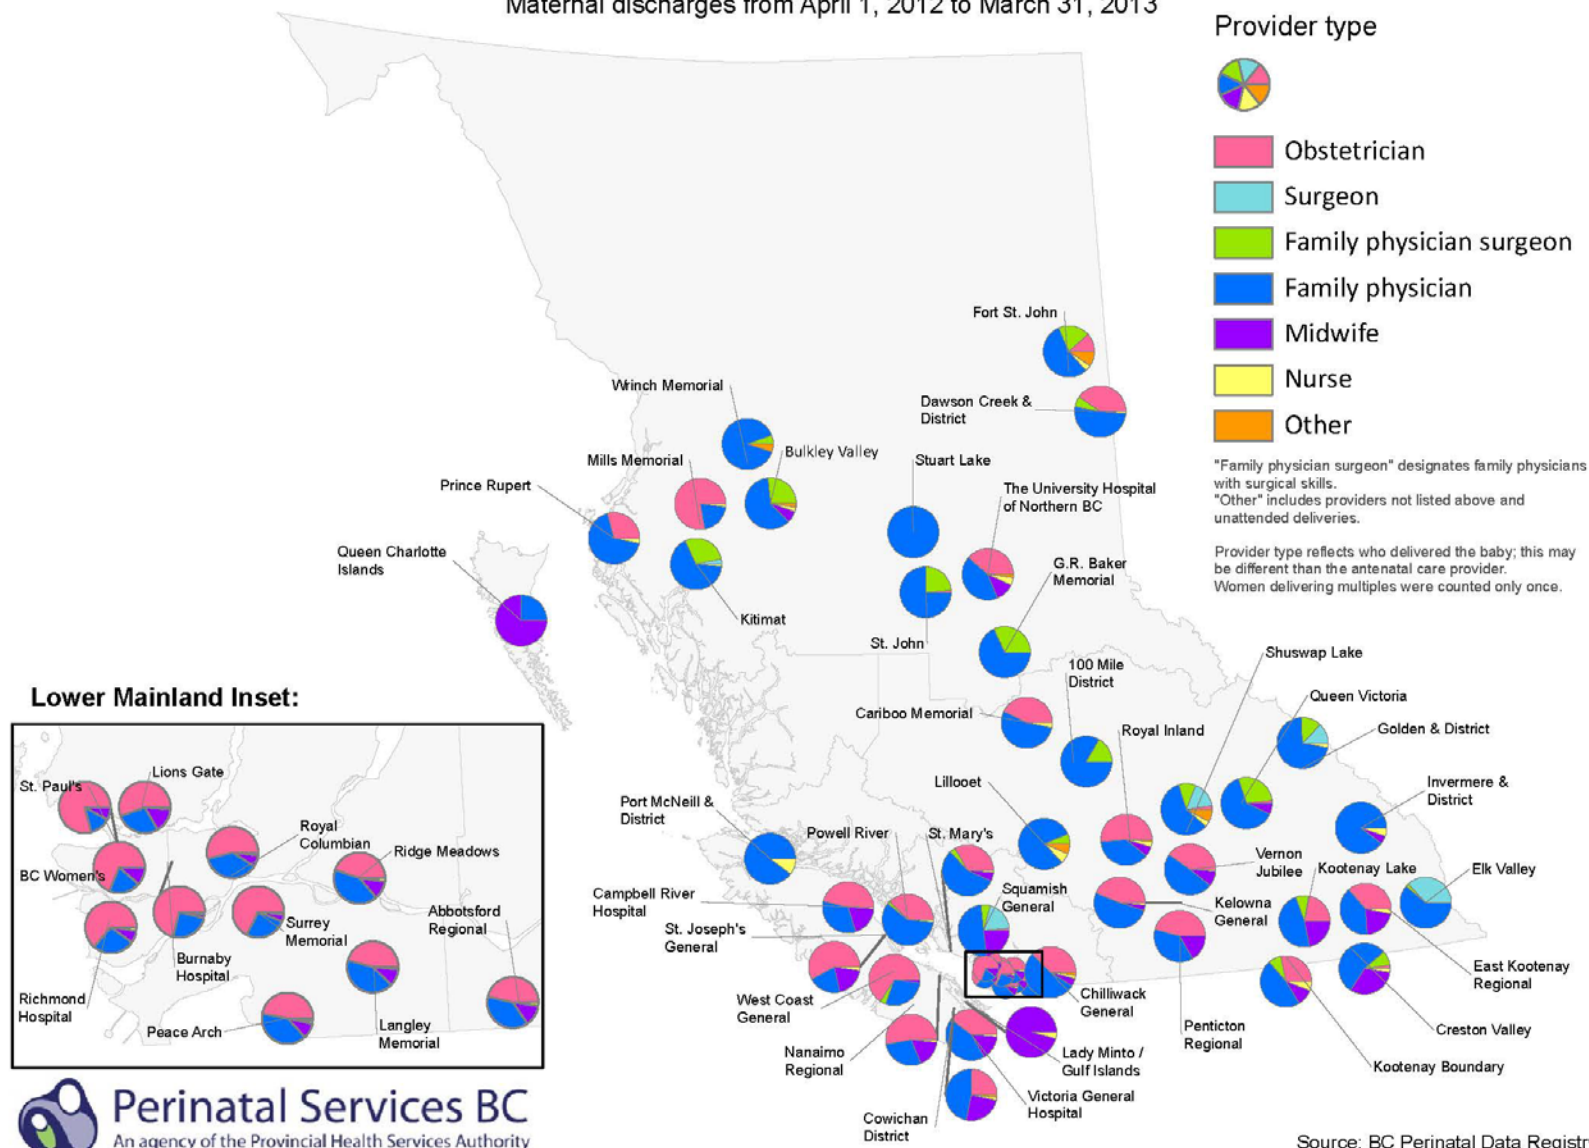 Maternal discharges from April 1, 2012 to March 31, 2013
Provider type
Obstetrician
Surgeon
Family physician surgeon
Family physician
Midwife
Nurse
Other
"Family physician surgeon" designates family physicians
with surgical skills.
"Other" includes providers not listed above and
unattended deliveries.
Provider type reflects who delivered the baby; this may
be different than the antenatal care provider.
Women delivering multiples were counted only once.
Fort St. John
Wrinch Memorial
Dawson Creek &
District
Mills Memorial
Bulkley Valley
Stuart Lake
Prince Rupert
The University Hospital
of Northern BC
Queen Charlotte
Islands
G.R. Baker
Memorial
Kitimat
St. John
100 Mile
District
Shuswap Lake
Queen Victoria
Cariboo Memorial
Royal Inland
Golden & District
Lillooet
Invermere &
District
Port McNeill &
District
Powell River
St. Mary's
Vernon
Jubilee
Kootenay Lake
Elk Valley
Campbell River
Hospital
Squamish
General
Kelowna
General
St. Joseph's
General
East Kootenay
Regional
West Coast
General
Chilliwack
General
Penticton
Regional
Creston Valley
Nanaimo
Regional
Lady Minto /
Gulf Islands
Kootenay Boundary
Victoria General
Hospital
Cowichan
District
Lower Mainland Inset:
St. Paul's
Lions Gate
Royal
Columbian
Ridge Meadows
BC Women's
Surrey
Memorial
Abbotsford
Regional
Burnaby
Hospital
Richmond
Hospital
Peace Arch
Langley
Memorial
Perinatal Services BC
An agency of the Provincial Health Services Authority
Source: BC Perinatal Data Registr